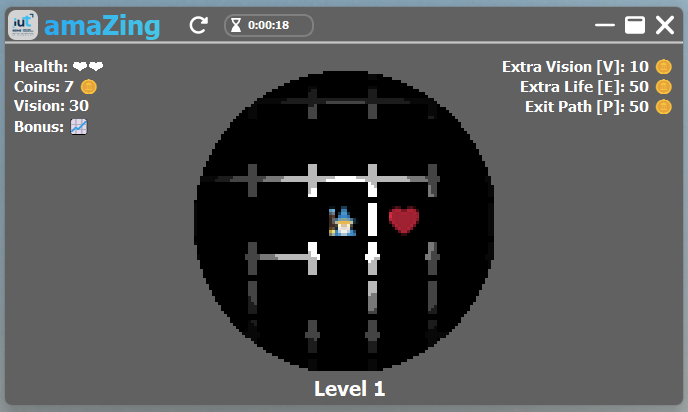 iut
amaZing
0:00:18
Health: ❤❤
Coins: 7
Vision: 30
Bonus:
Extra Vision [V]: 10
Extra Life [E]: 50
Exit Path [P]: 50
Level 1